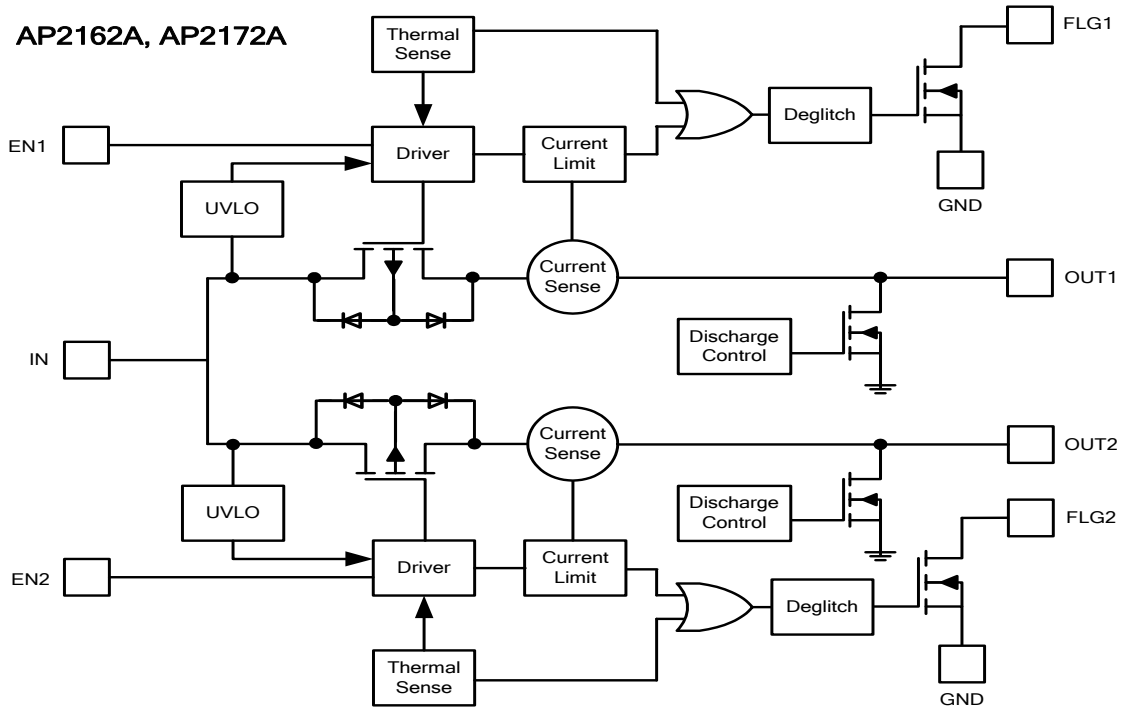 AP2162A, AP2172A
Thermal
Sense
FLG1
EN1
Driver
Current
Limit
Deglitch
GND
UVLO
Current
Sense
OUT1
IN
Discharge
Control
Current
Sense
OUT2
UVLO
Discharge
Control
FLG2
EN2
Driver
Current
Limit
Deglitch
Thermal
Sense
GND